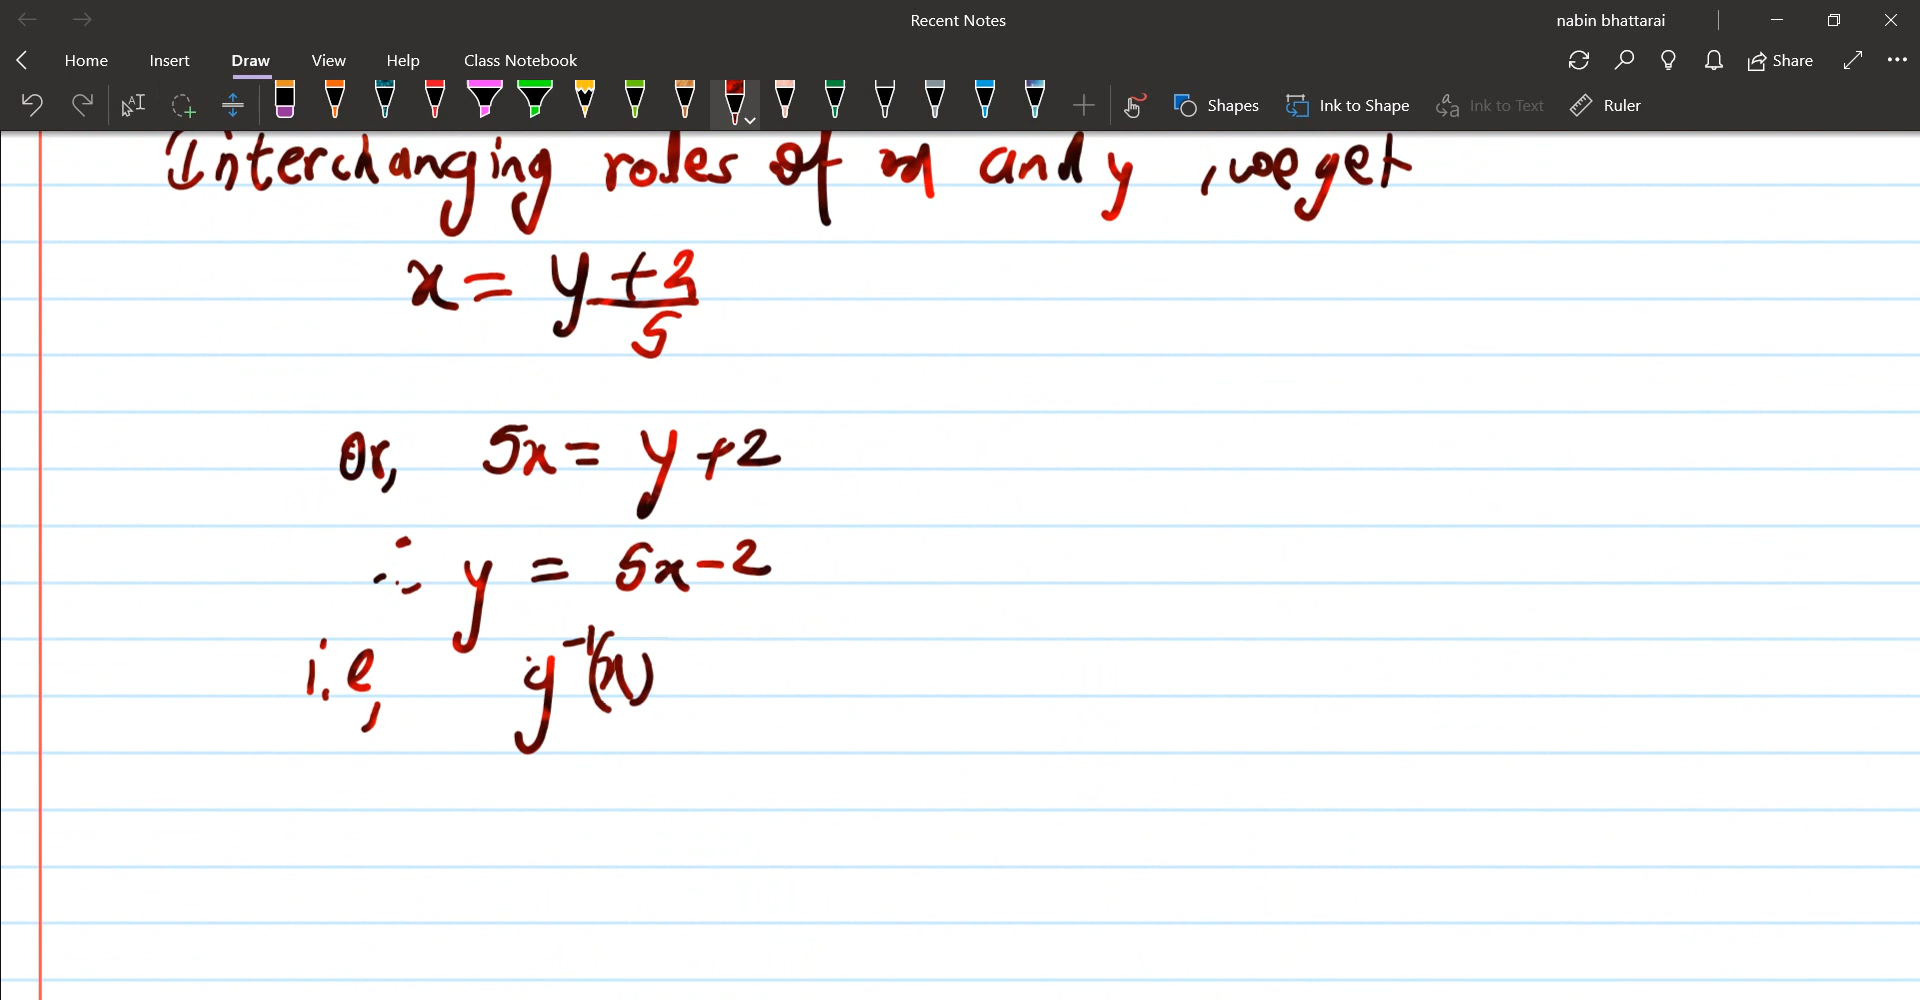 Recent Notes
nabin bhattarai
Home Insert Draw View Help Class Notebook
Share
Shapes Ink to Shape Ink to Text Ruler
Interchanging roles of x and y , we get
x = y + 2
5
Or, 5x = y + 2
∴ y = 5x - 2
i.e, y⁻¹(x)